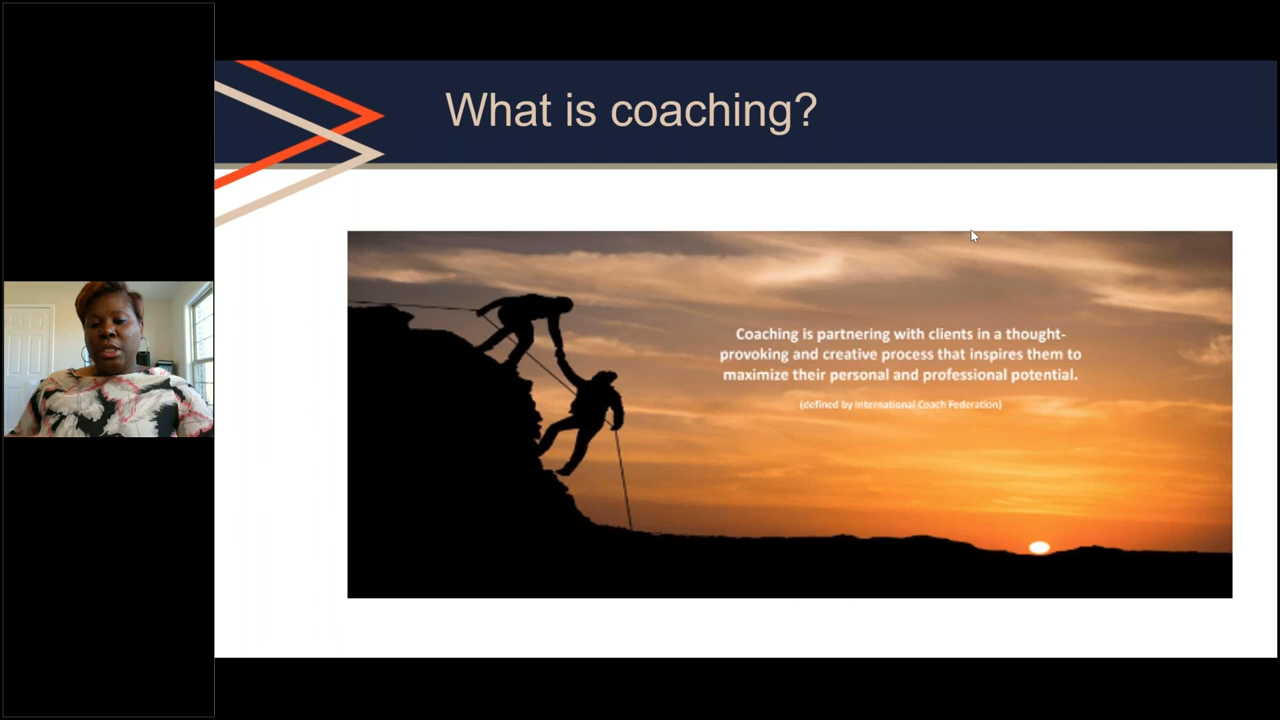 What is coaching?
Coaching is partnering with clients in a thought-
provoking and creative process that inspires them to
maximize their personal and professional potential.
(defined by International Coach Federation)